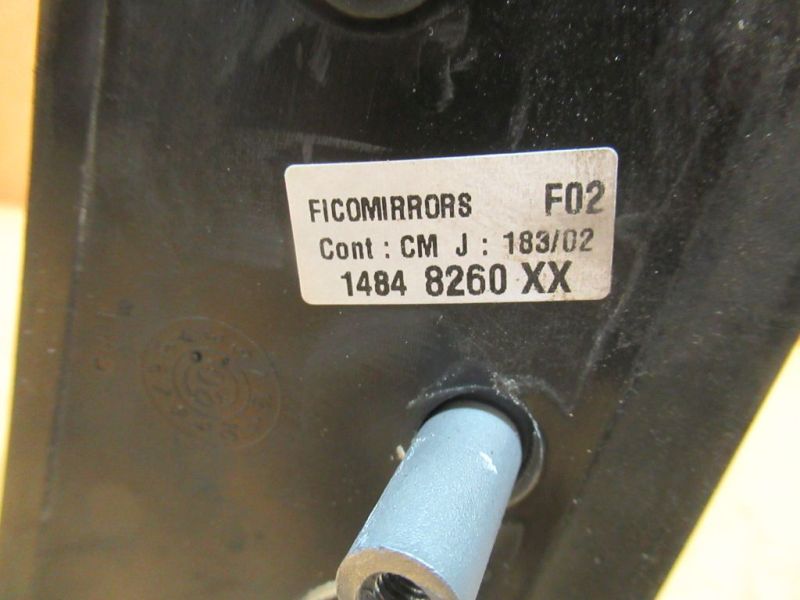 FICOMIRRORS F02
Cont : CM J : 183/02
1484 8260 XX